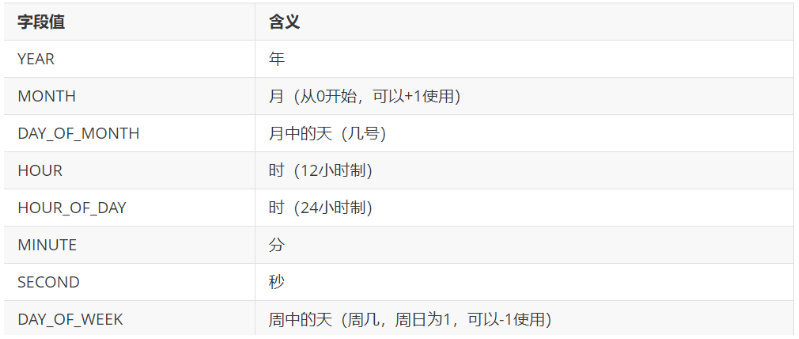 字段值 含义
YEAR 年
MONTH 月（从0开始，可以+1使用）
DAY_OF_MONTH 月中的天（几号）
HOUR 时（12小时制）
HOUR_OF_DAY 时（24小时制）
MINUTE 分
SECOND 秒
DAY_OF_WEEK 周中的天（周几，周日为1，可以-1使用）